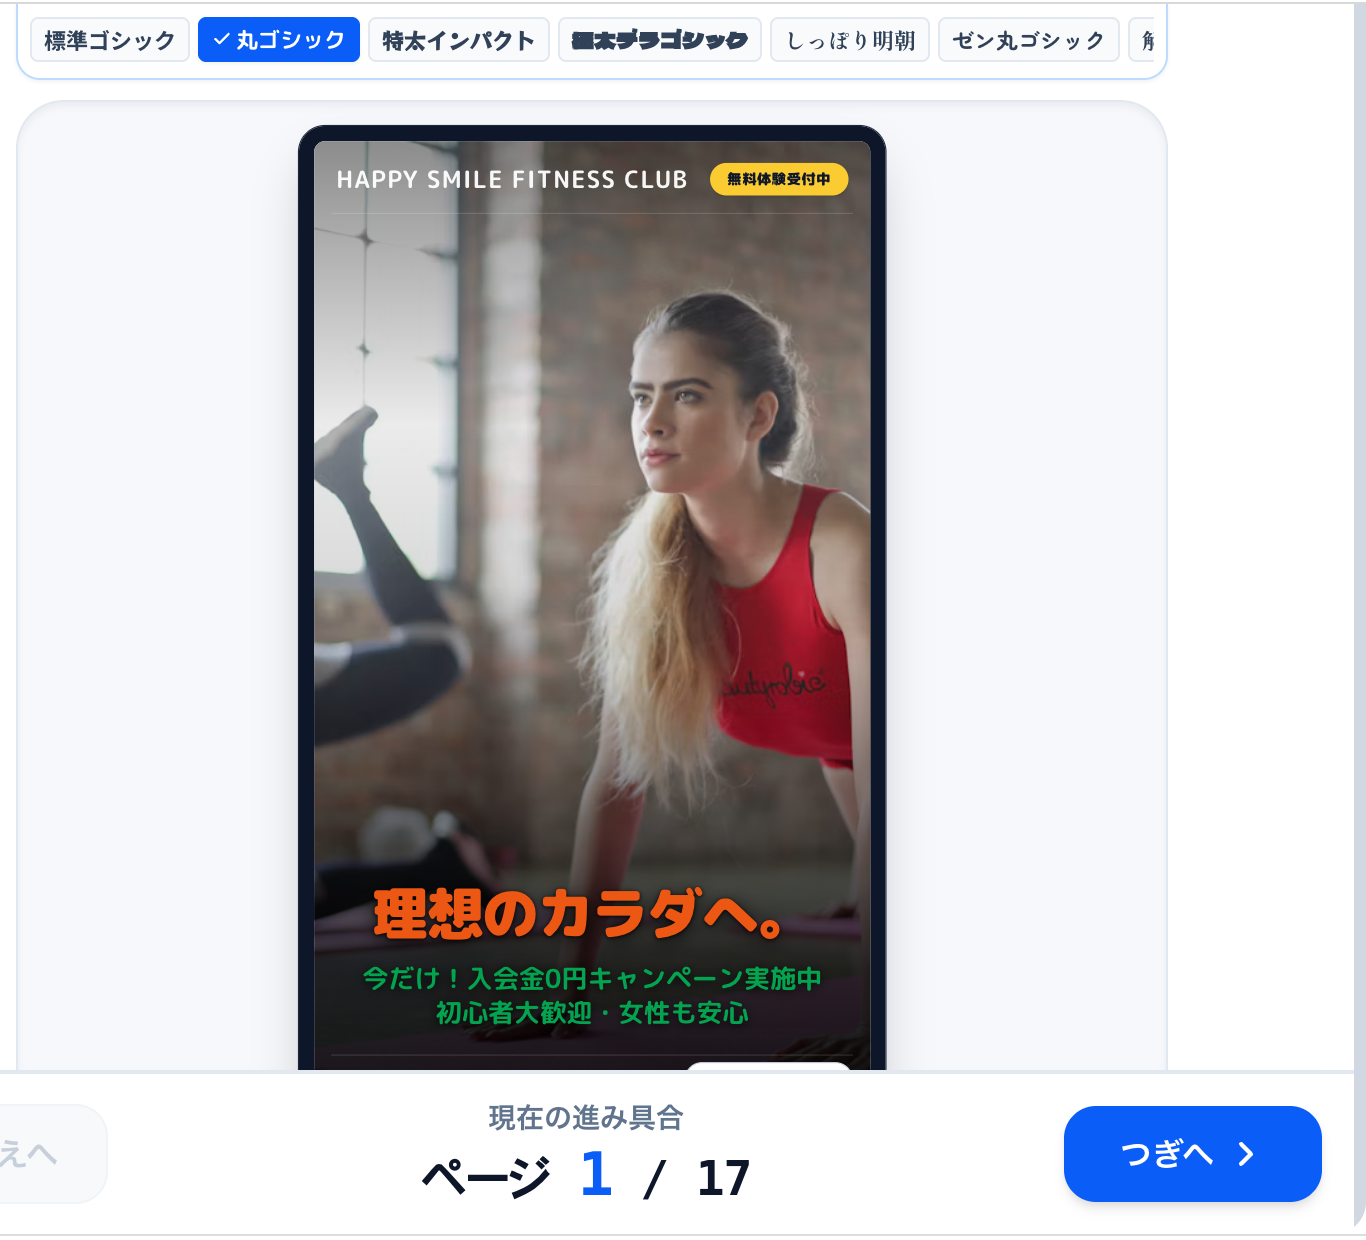 標準ゴシック
✓ 丸ゴシック
特太インパクト
極太デラゴシック
しっぽり明朝
ゼン丸ゴシック
HAPPY SMILE FITNESS CLUB
無料体験受付中
理想のカラダへ。
今だけ！入会金0円キャンペーン実施中
初心者大歓迎・女性も安心
えへ
現在の進み具合
ページ 1 / 17
つぎへ